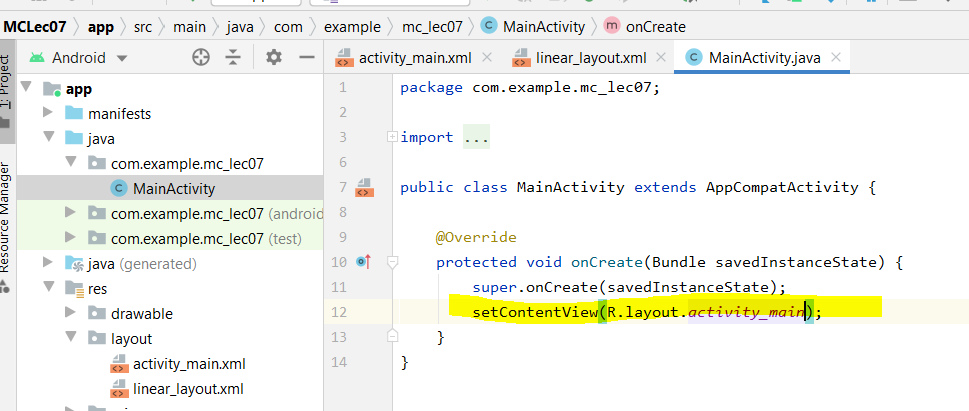 MCLec07 app src main java com example mc_lec07 MainActivity onCreate
1: Project
Resource Manager
Android
app
manifests
java
com.example.mc_lec07
MainActivity
com.example.mc_lec07 (android
com.example.mc_lec07 (test)
java (generated)
res
drawable
layout
activity_main.xml
linear_layout.xml
activity_main.xml linear_layout.xml MainActivity.java
1 package com.example.mc_lec07;
2
3 import ...
6
7 public class MainActivity extends AppCompatActivity {
8
9 @Override
10 protected void onCreate(Bundle savedInstanceState) {
11 super.onCreate(savedInstanceState);
12 setContentView(R.layout.activity_main);
13 }
14 }